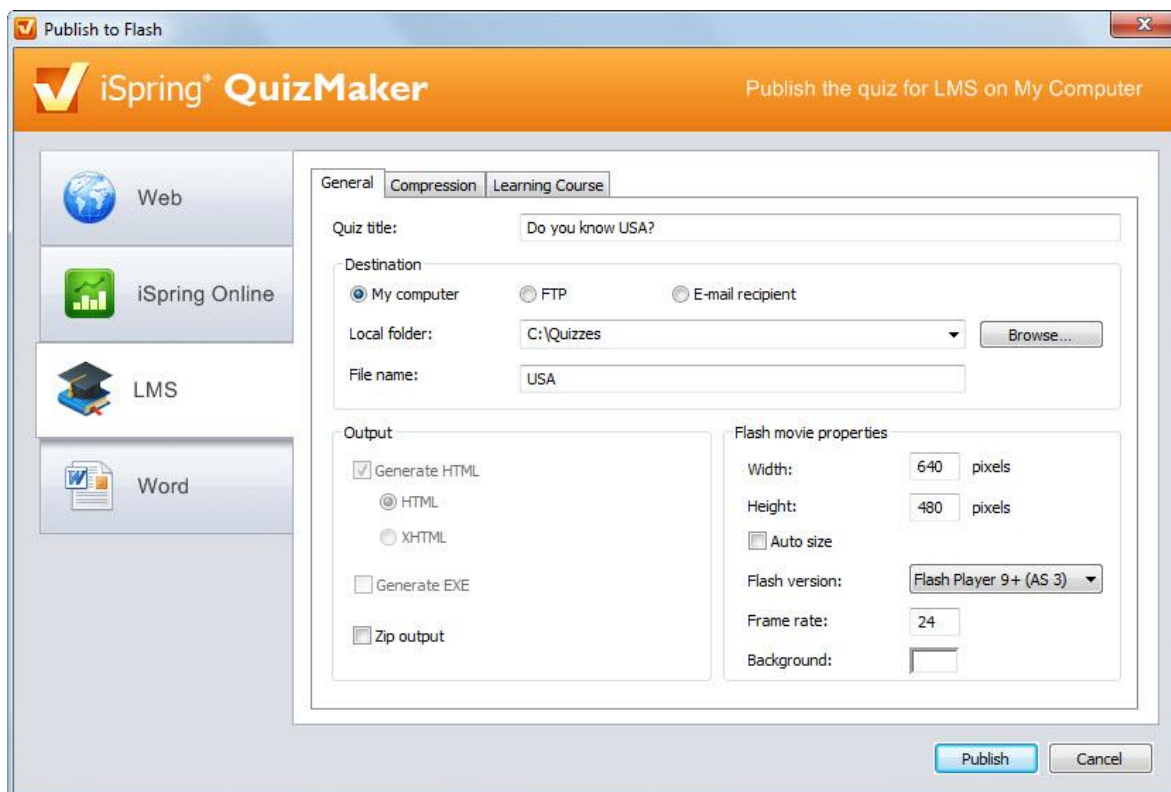 Publish to Flash
iSpring® QuizMaker
Publish the quiz for LMS on My Computer
Web
iSpring Online
LMS
Word
General Compression Learning Course
Quiz title: Do you know USA?
Destination
My computer FTP E-mail recipient
Local folder: C:\Quizzes Browse...
File name: USA
Output
Generate HTML
HTML
XHTML
Generate EXE
Zip output
Flash movie properties
Width: 640 pixels
Height: 480 pixels
Auto size
Flash version: Flash Player 9+ (AS 3)
Frame rate: 24
Background:
Publish Cancel